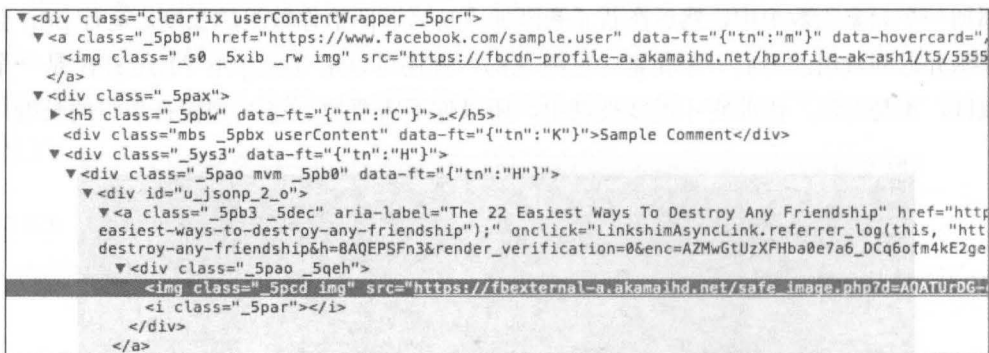 ▼<div class="clearfix userContentWrapper _5pcr">
▼<a class="_5pb8" href="https://www.facebook.com/sample.user" data-ft="{"tn":"m"}" data-hovercard="/
<img class="_s0 _5xib _rw img" src="https://fbcdn-profile-a.akamaihd.net/hprofile-ak-ash1/t5/5555
</a>
▼<div class="_5pax">
▶<h5 class="_5pbw" data-ft="{"tn":"C"}">…</h5>
<div class="mbs _5pbx userContent" data-ft="{"tn":"K"}">Sample Comment</div>
▼<div class="_5ys3" data-ft="{"tn":"H"}">
▼<div class="_5pao mvm _5pb0" data-ft="{"tn":"H"}">
▼<div id="u_jsonp_2_o">
▼<a class="_5pb3 _5dec" aria-label="The 22 Easiest Ways To Destroy Any Friendship" href="http
easiest-ways-to-destroy-any-friendship");" onclick="LinkshimAsyncLink.referrer_log(this, "htt
destroy-any-friendship&h=8AQEPSFn3&render_verification=0&enc=AZMwGtUzXFHba0e7a6_DCq6ofm4kE2ge
▼<div class="_5pao _5qeh">
<img class="_5pcd img" src="https://fbexternal-a.akamaihd.net/safe_image.php?d=AQATUrDG-
<i class="_5par"></i>
</div>
</a>